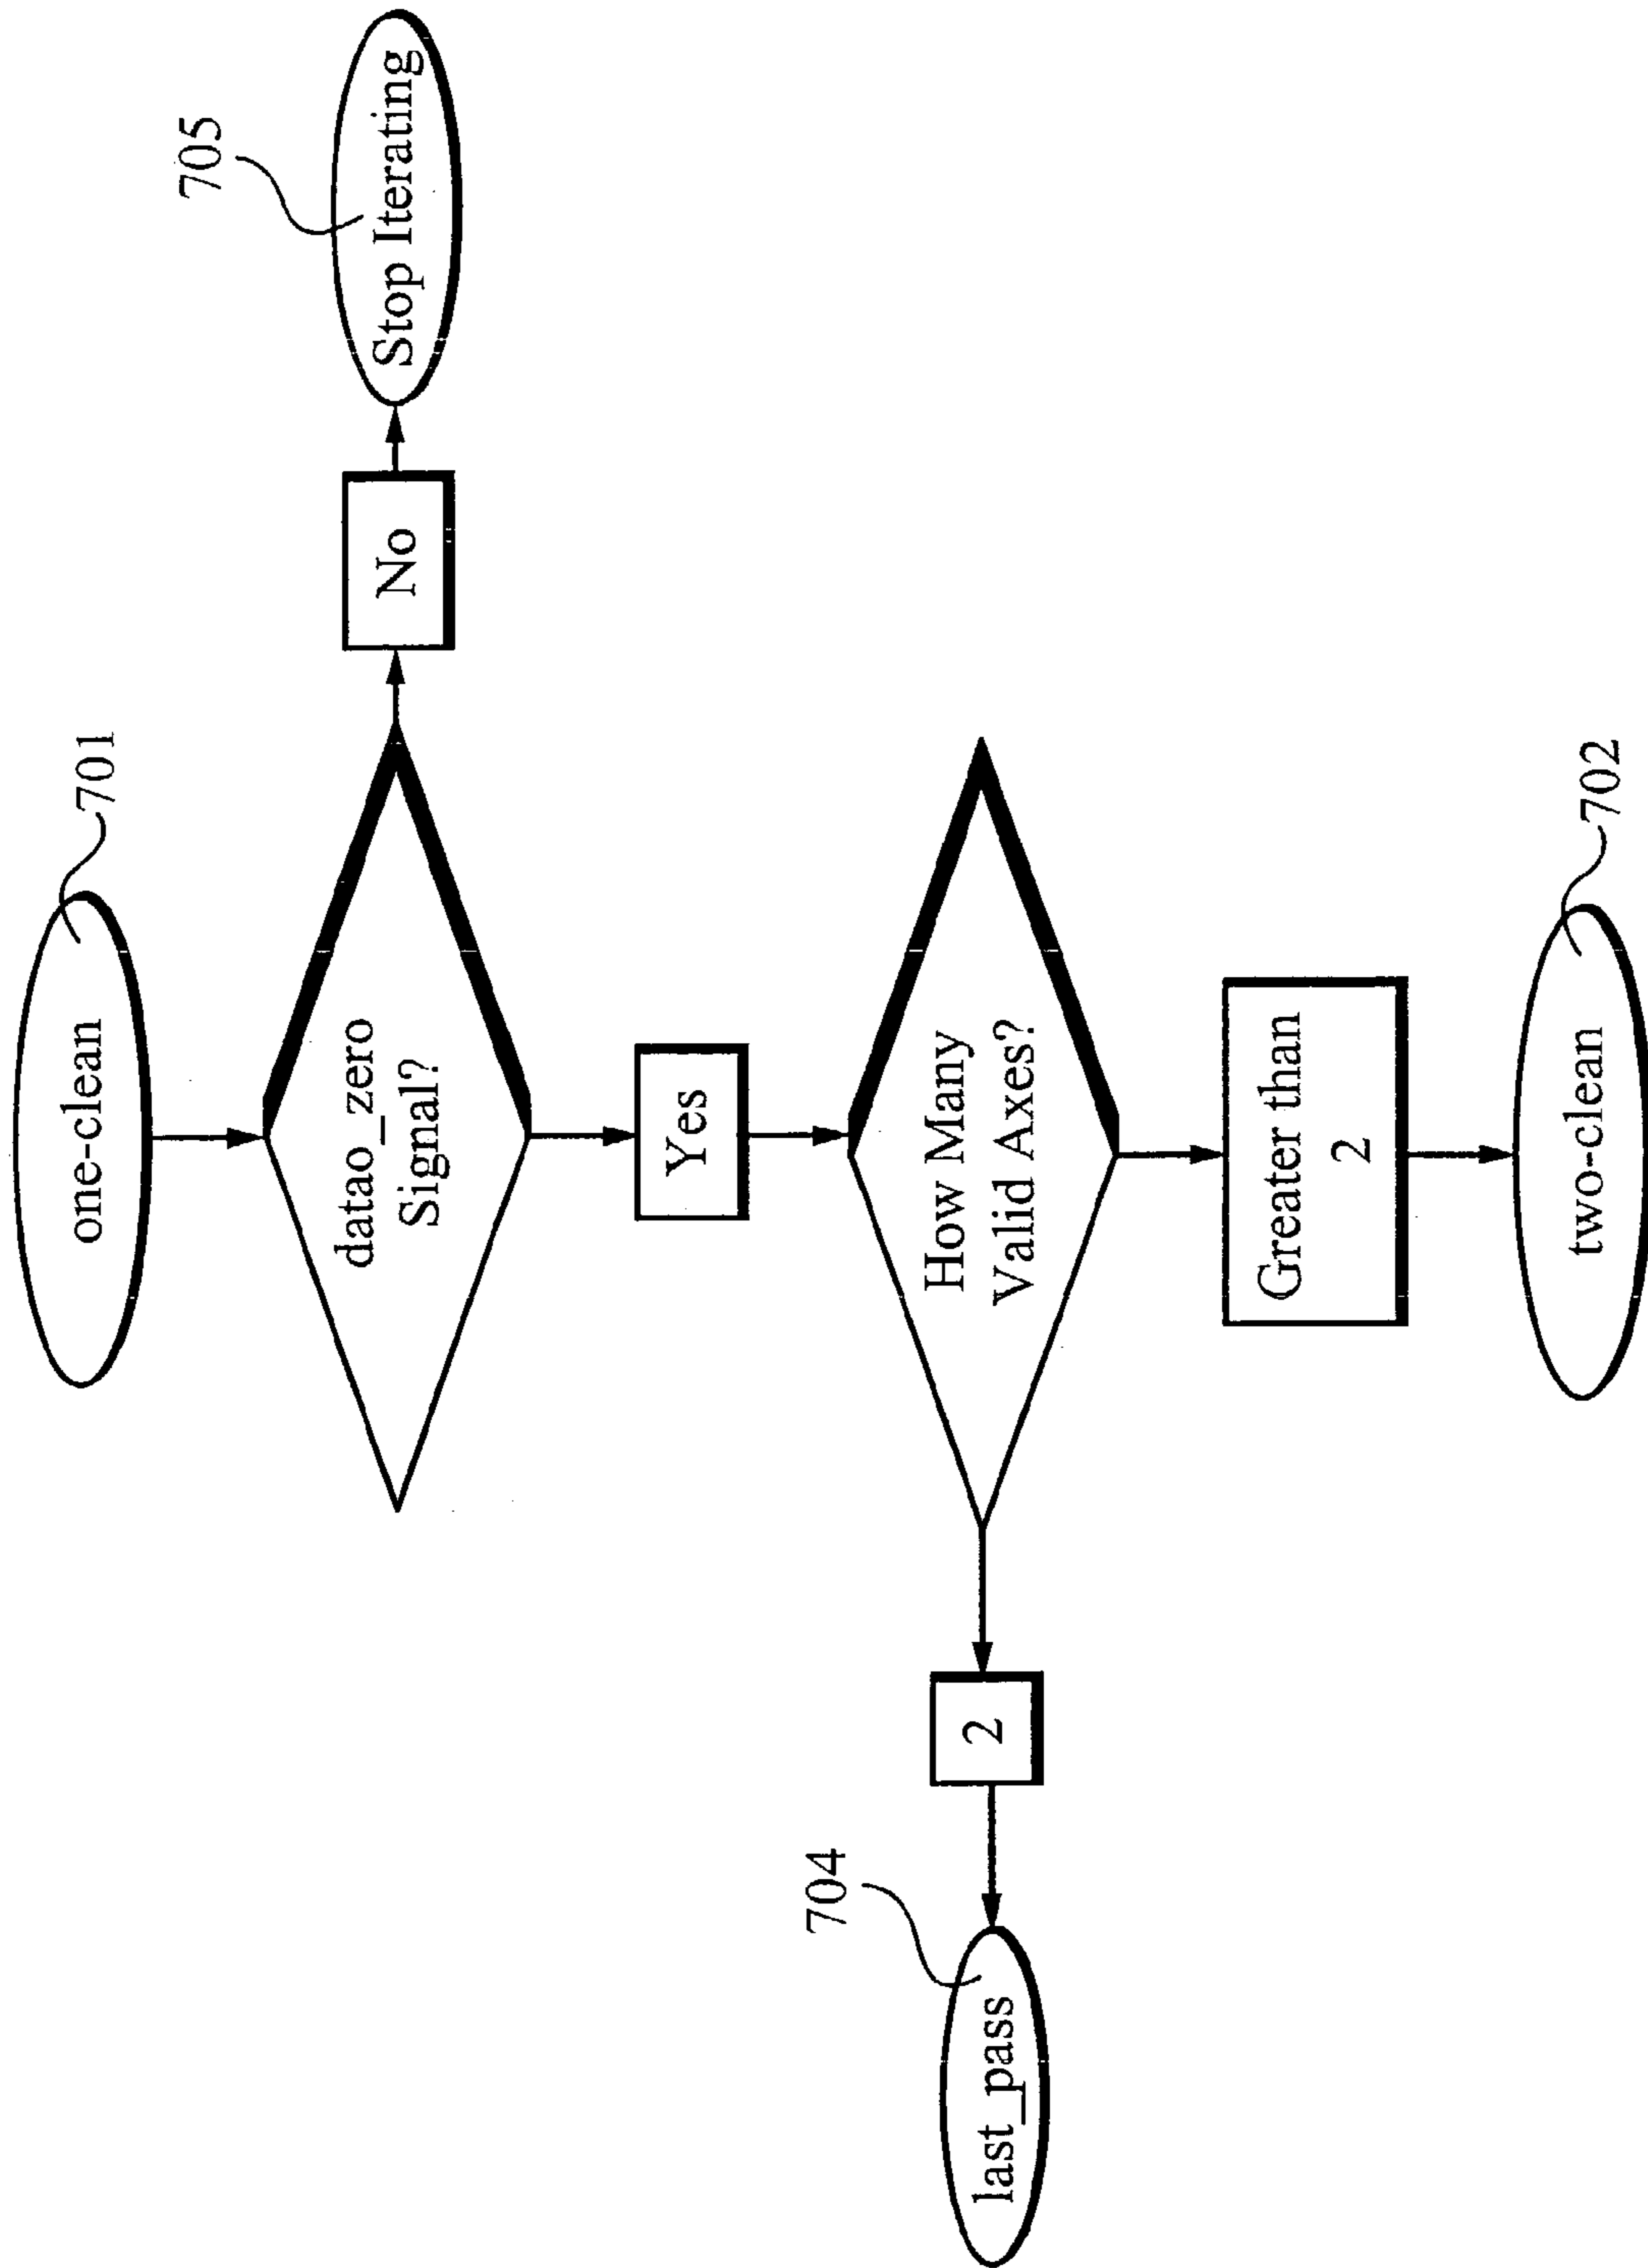 one-clean
701
datao_zero
Signal?
No
Stop Iterating
705
Yes
How Many
Valid Axes?
2
last_pass
704
Greater than
2
two-clean
702